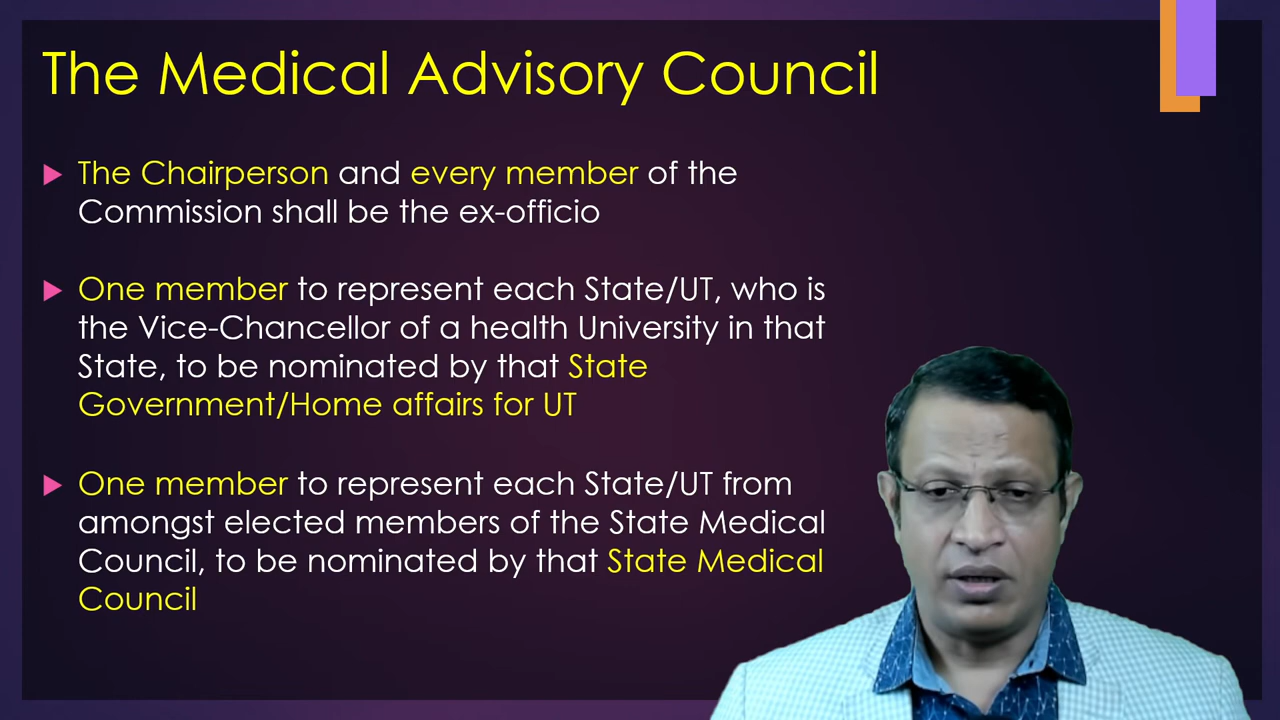 The Medical Advisory Council
The Chairperson and every member of the
Commission shall be the ex-officio
One member to represent each State/UT, who is
the Vice-Chancellor of a health University in that
State, to be nominated by that State
Government/Home affairs for UT
One member to represent each State/UT from
amongst elected members of the State Medical
Council, to be nominated by that State Medical
Council